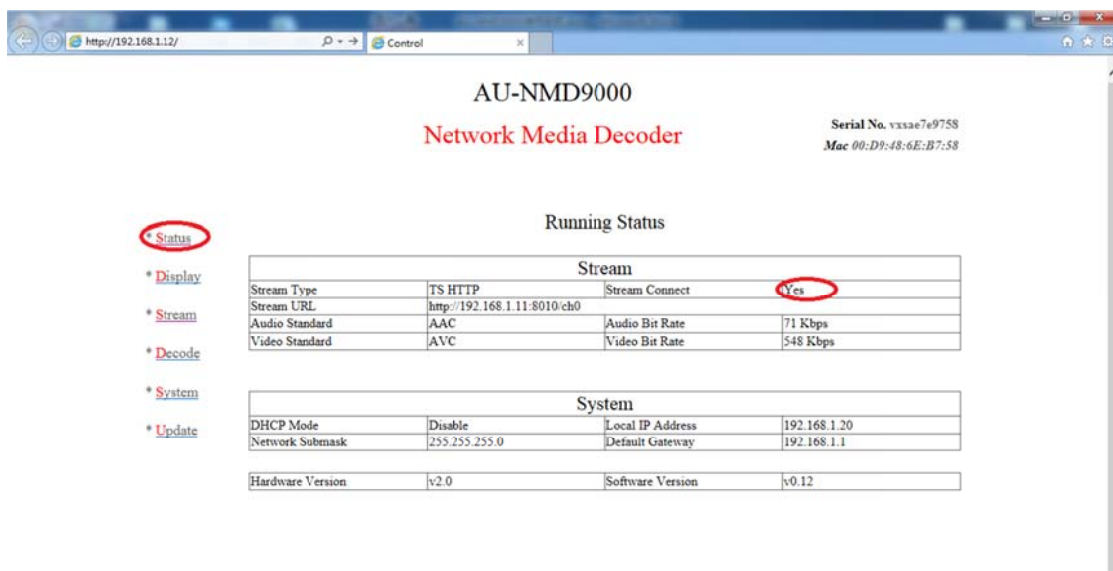 http://192.168.1.12/
Control
AU-NMD9000
Network Media Decoder
Serial No. vxsae7e9758
Mac 00:D9:48:6E:B7:58
Running Status
* Status
* Display
* Stream
* Decode
* System
* Update
Stream
Stream Type TS HTTP Stream Connect Yes
Stream URL http://192.168.1.11:8010/ch0
Audio Standard AAC Audio Bit Rate 71 Kbps
Video Standard AVC Video Bit Rate 548 Kbps
System
DHCP Mode Disable Local IP Address 192.168.1.20
Network Submask 255.255.255.0 Default Gateway 192.168.1.1
Hardware Version v2.0 Software Version v0.12